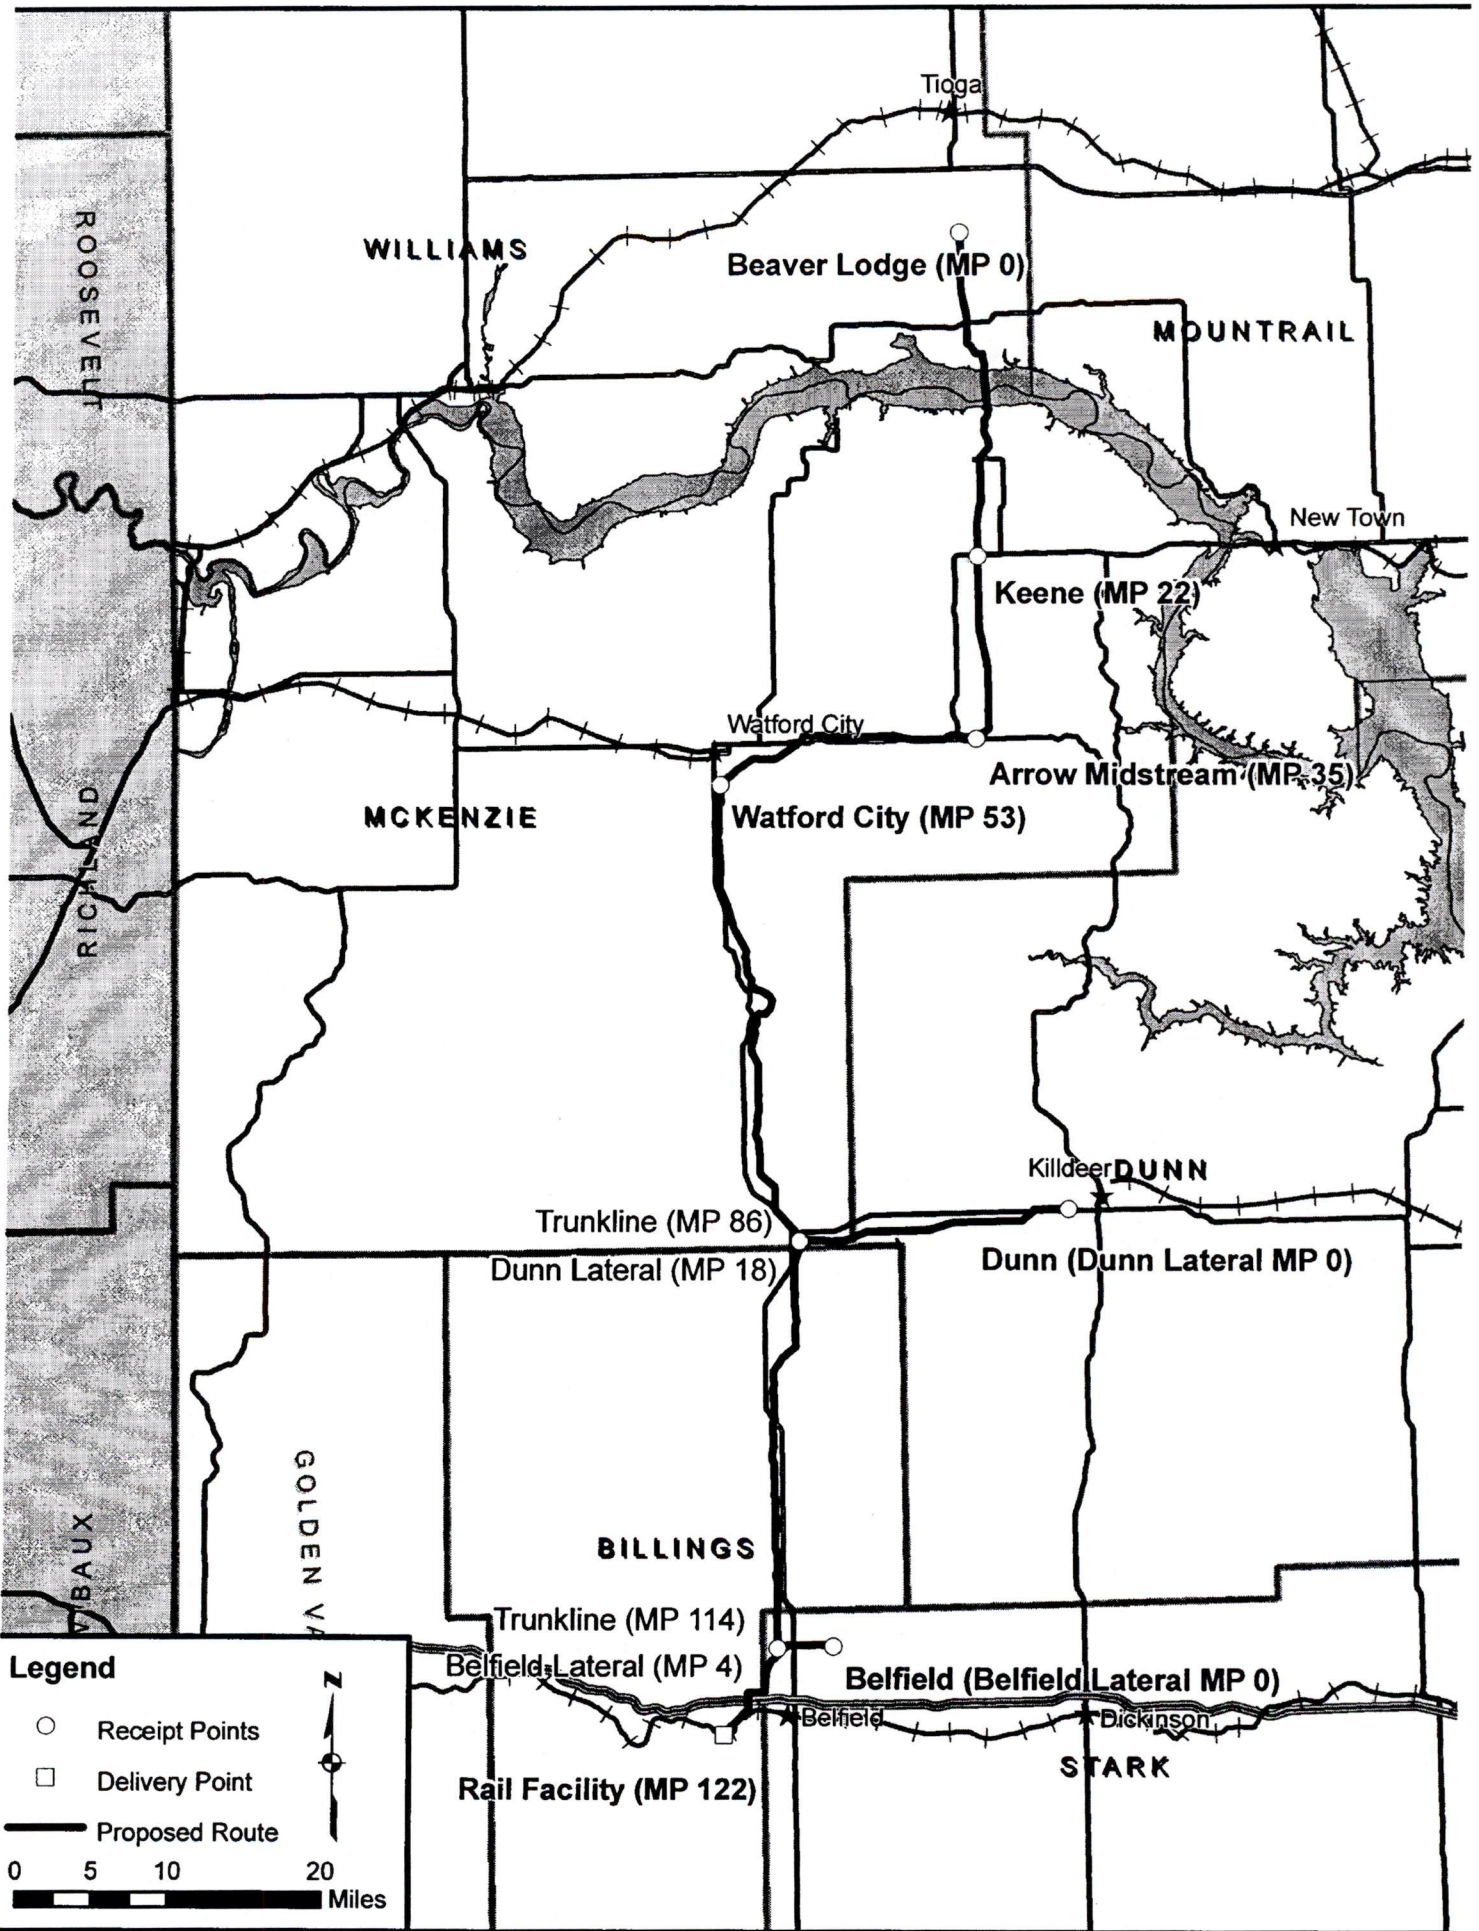 Tioga
ROOSEVELT
WILLIAMS
Beaver Lodge (MP 0)
MOUNTRAIL
New Town
Keene (MP 22)
Watford City
Arrow Midstream (MP 35)
RICHLAND
MCKENZIE
Watford City (MP 53)
Killdeer
DUNN
Trunkline (MP 86)
Dunn Lateral (MP 18)
Dunn (Dunn Lateral MP 0)
GOLDEN VA
WIBAUX
BILLINGS
Trunkline (MP 114)
Belfield Lateral (MP 4)
Belfield (Belfield Lateral MP 0)
Belfield
Dickinson
STARK
Rail Facility (MP 122)
Legend
N
Receipt Points
Delivery Point
Proposed Route
0 5 10 20
Miles